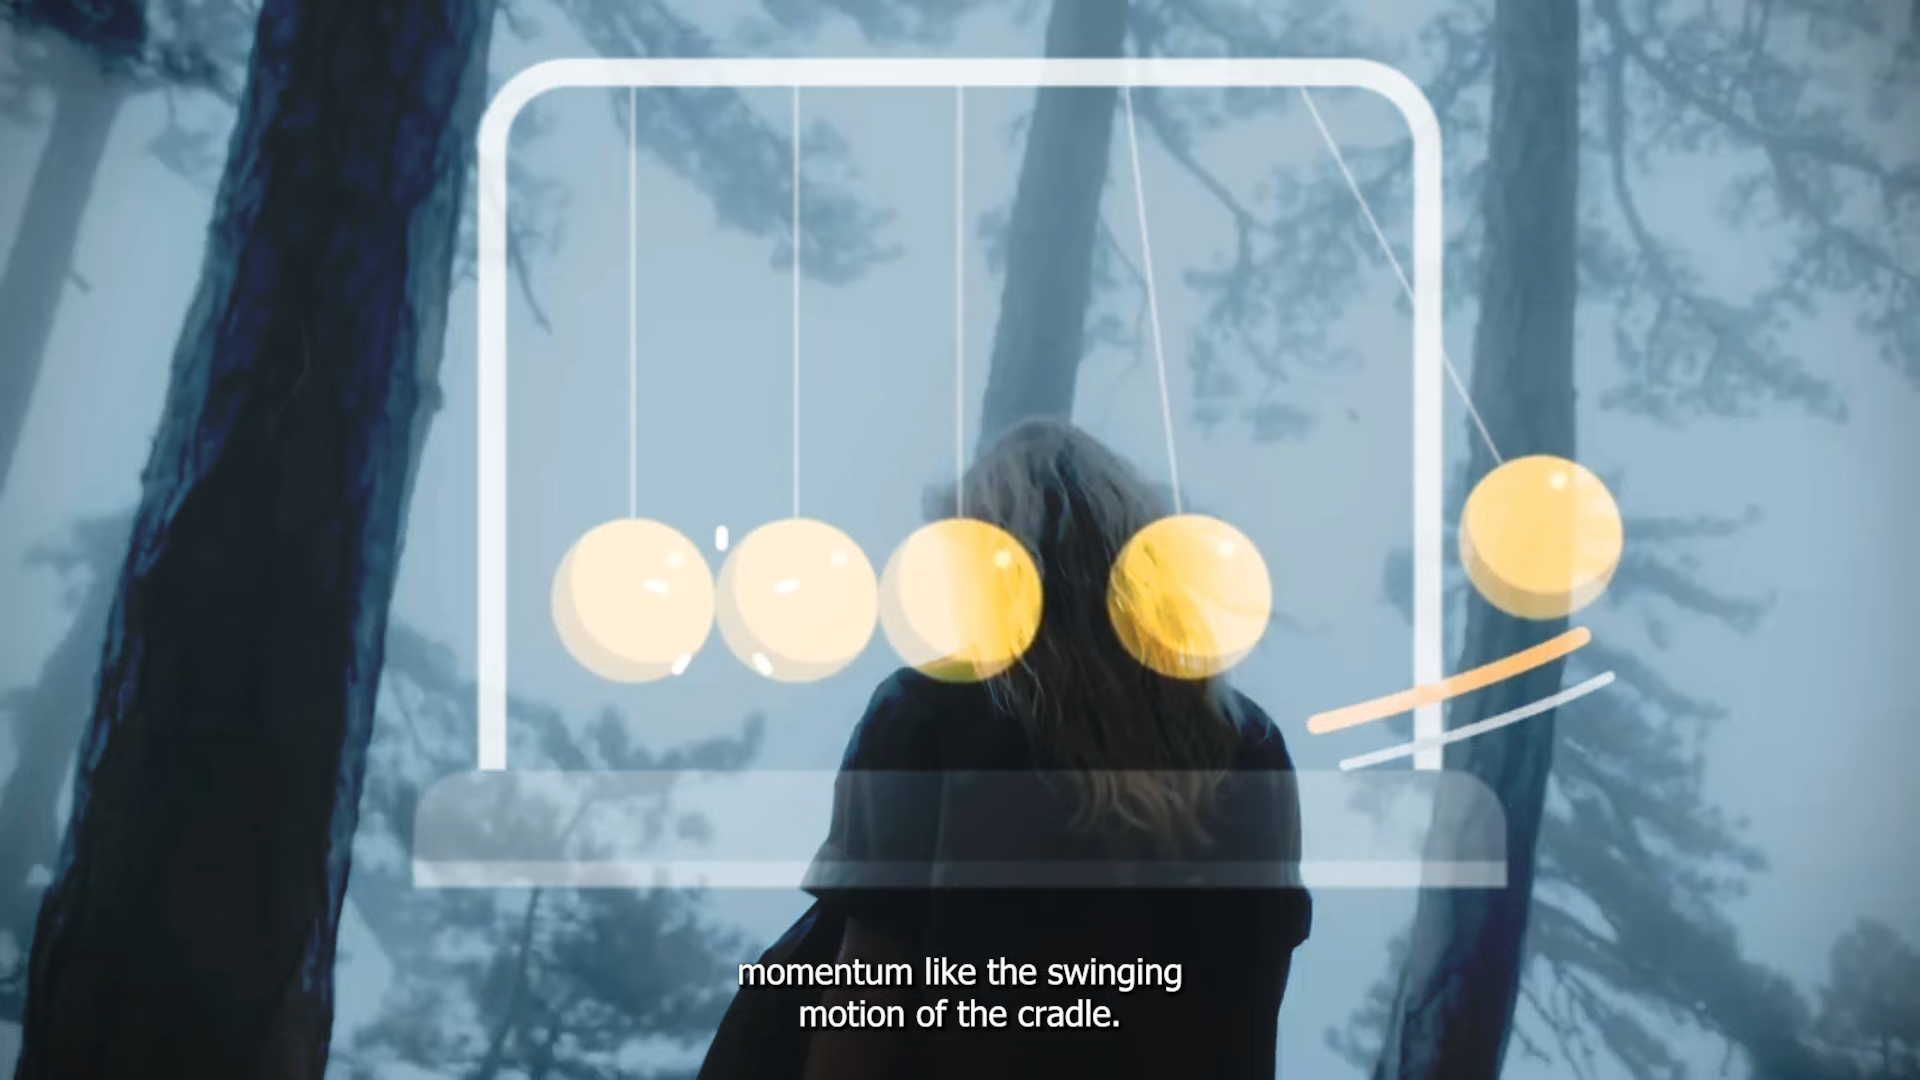 momentum like the swinging
motion of the cradle.